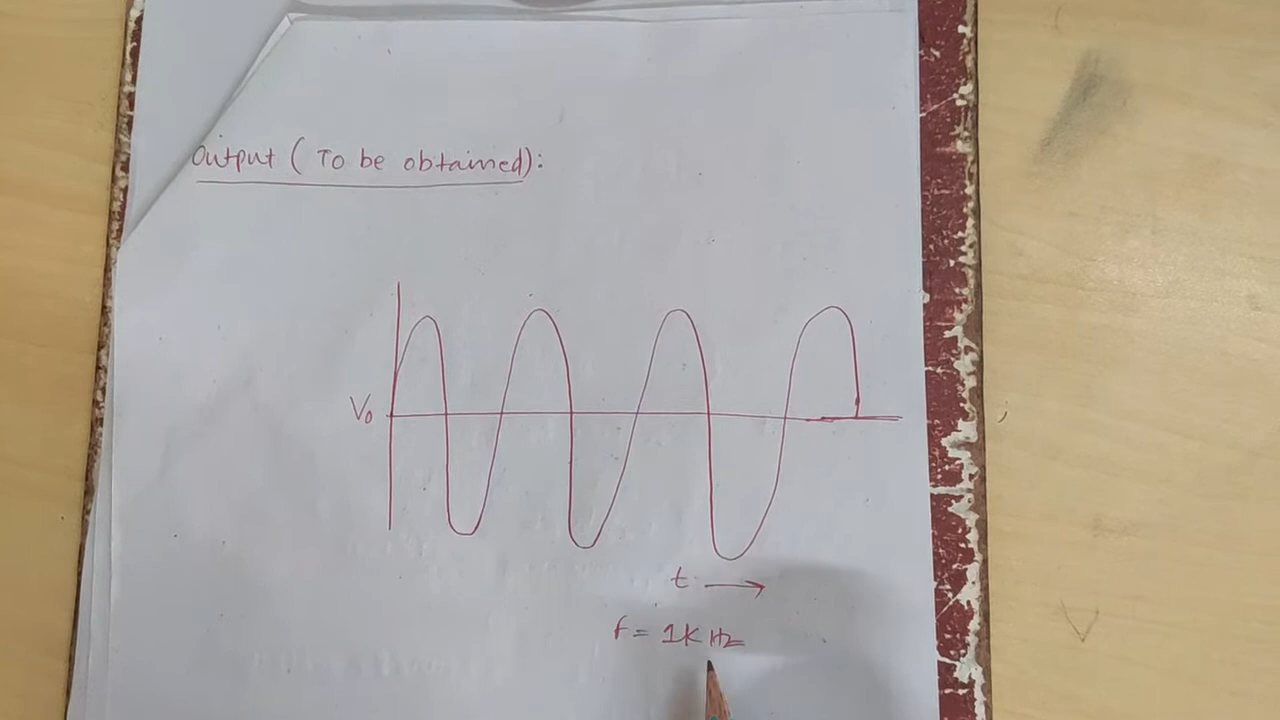 Output ( To be obtained):
V₀
t →
f = 1K Hz